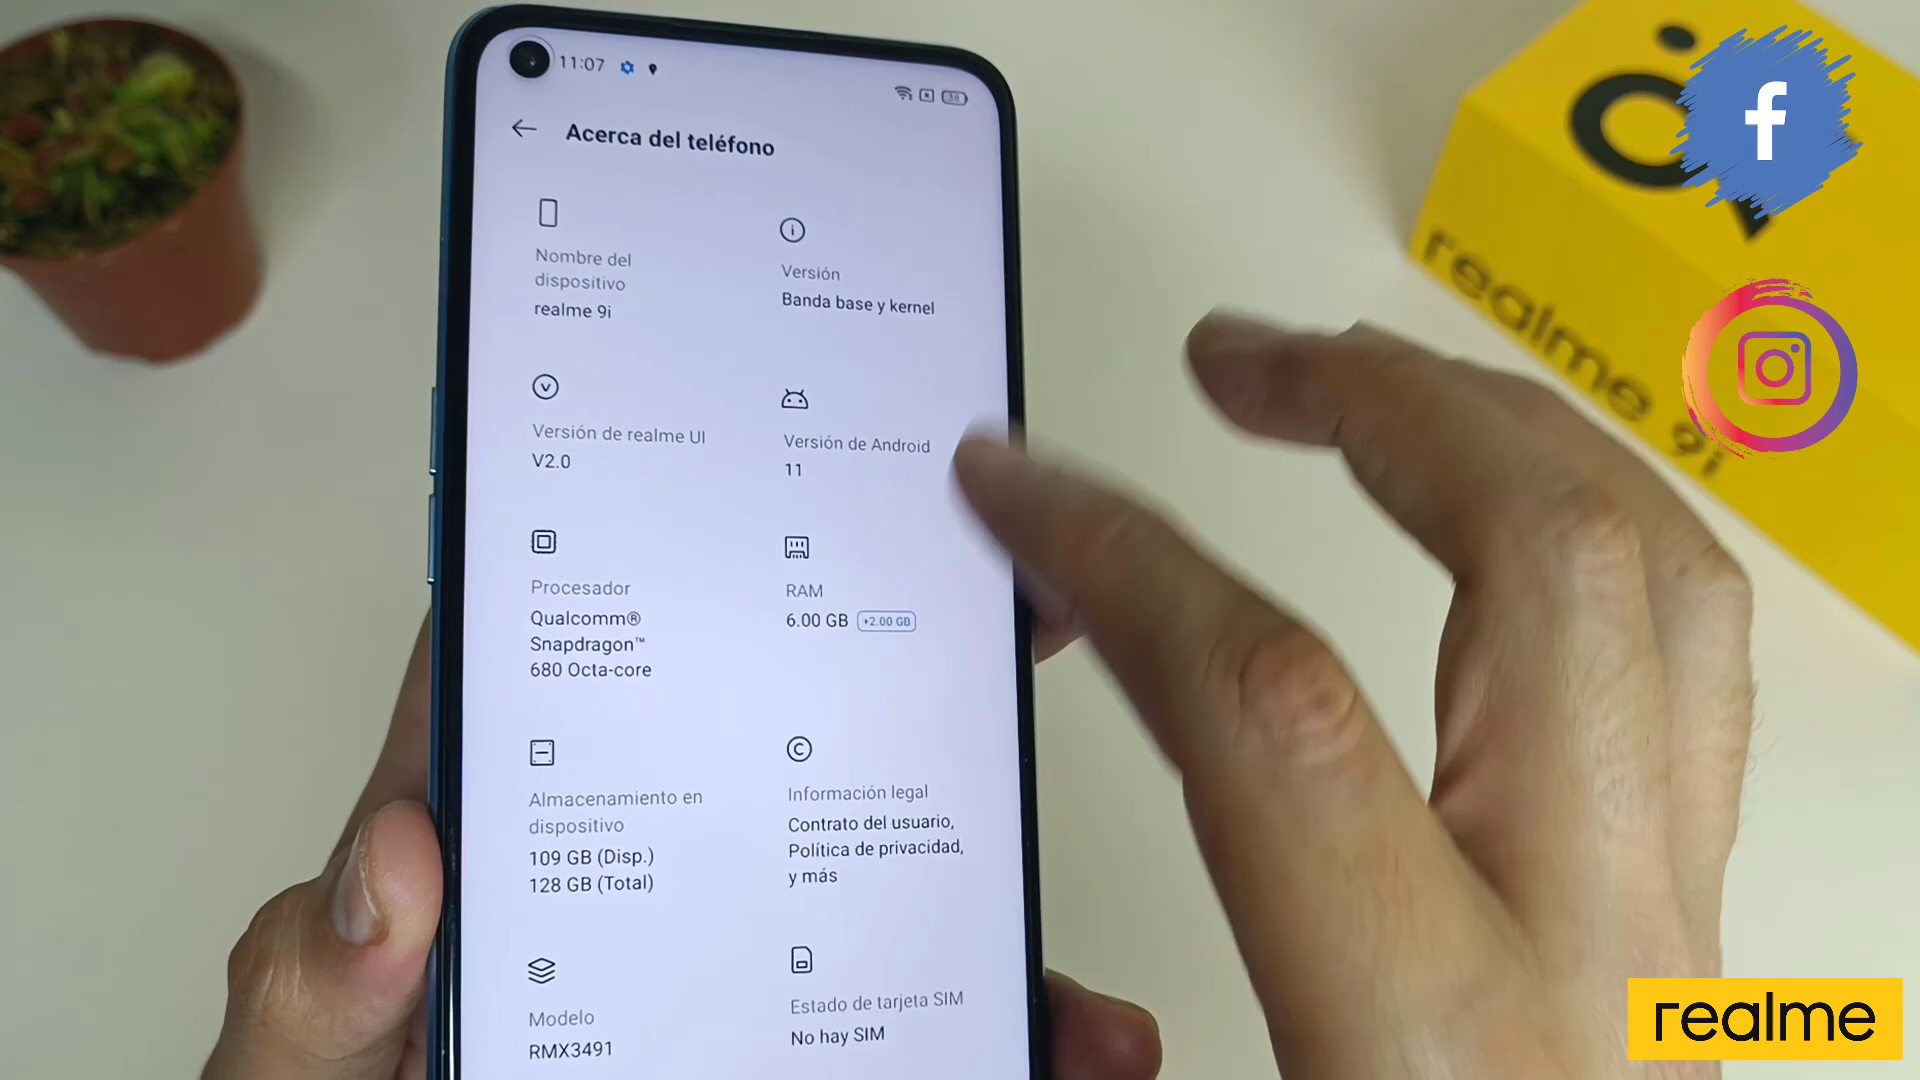 11:07
Acerca del teléfono
Nombre del
dispositivo
realme 9i
Versión
Banda base y kernel
Versión de realme UI
V2.0
Versión de Android
11
Procesador
Qualcomm®
Snapdragon™
680 Octa-core
RAM
6.00 GB +2.00 GB
Almacenamiento en
dispositivo
109 GB (Disp.)
128 GB (Total)
Información legal
Contrato del usuario,
Política de privacidad,
y más
Modelo
RMX3491
Estado de tarjeta SIM
No hay SIM
realme 9i
f
realme